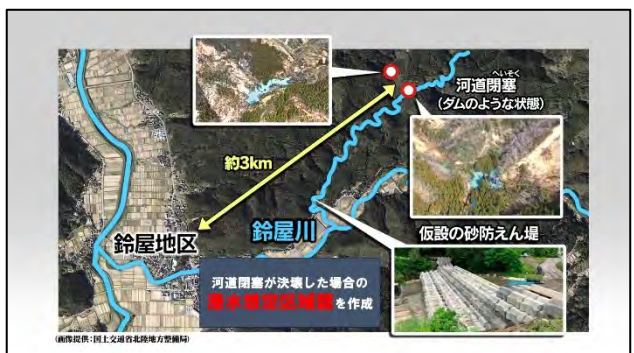 へいそく
河道閉塞
(ダムのような状態)
約3km
鈴屋地区
鈴屋川
仮設の砂防えん堤
河道閉塞が決壊した場合の
浸水想定区域図を作成
(画像提供:国土交通省北陸地方整備局)